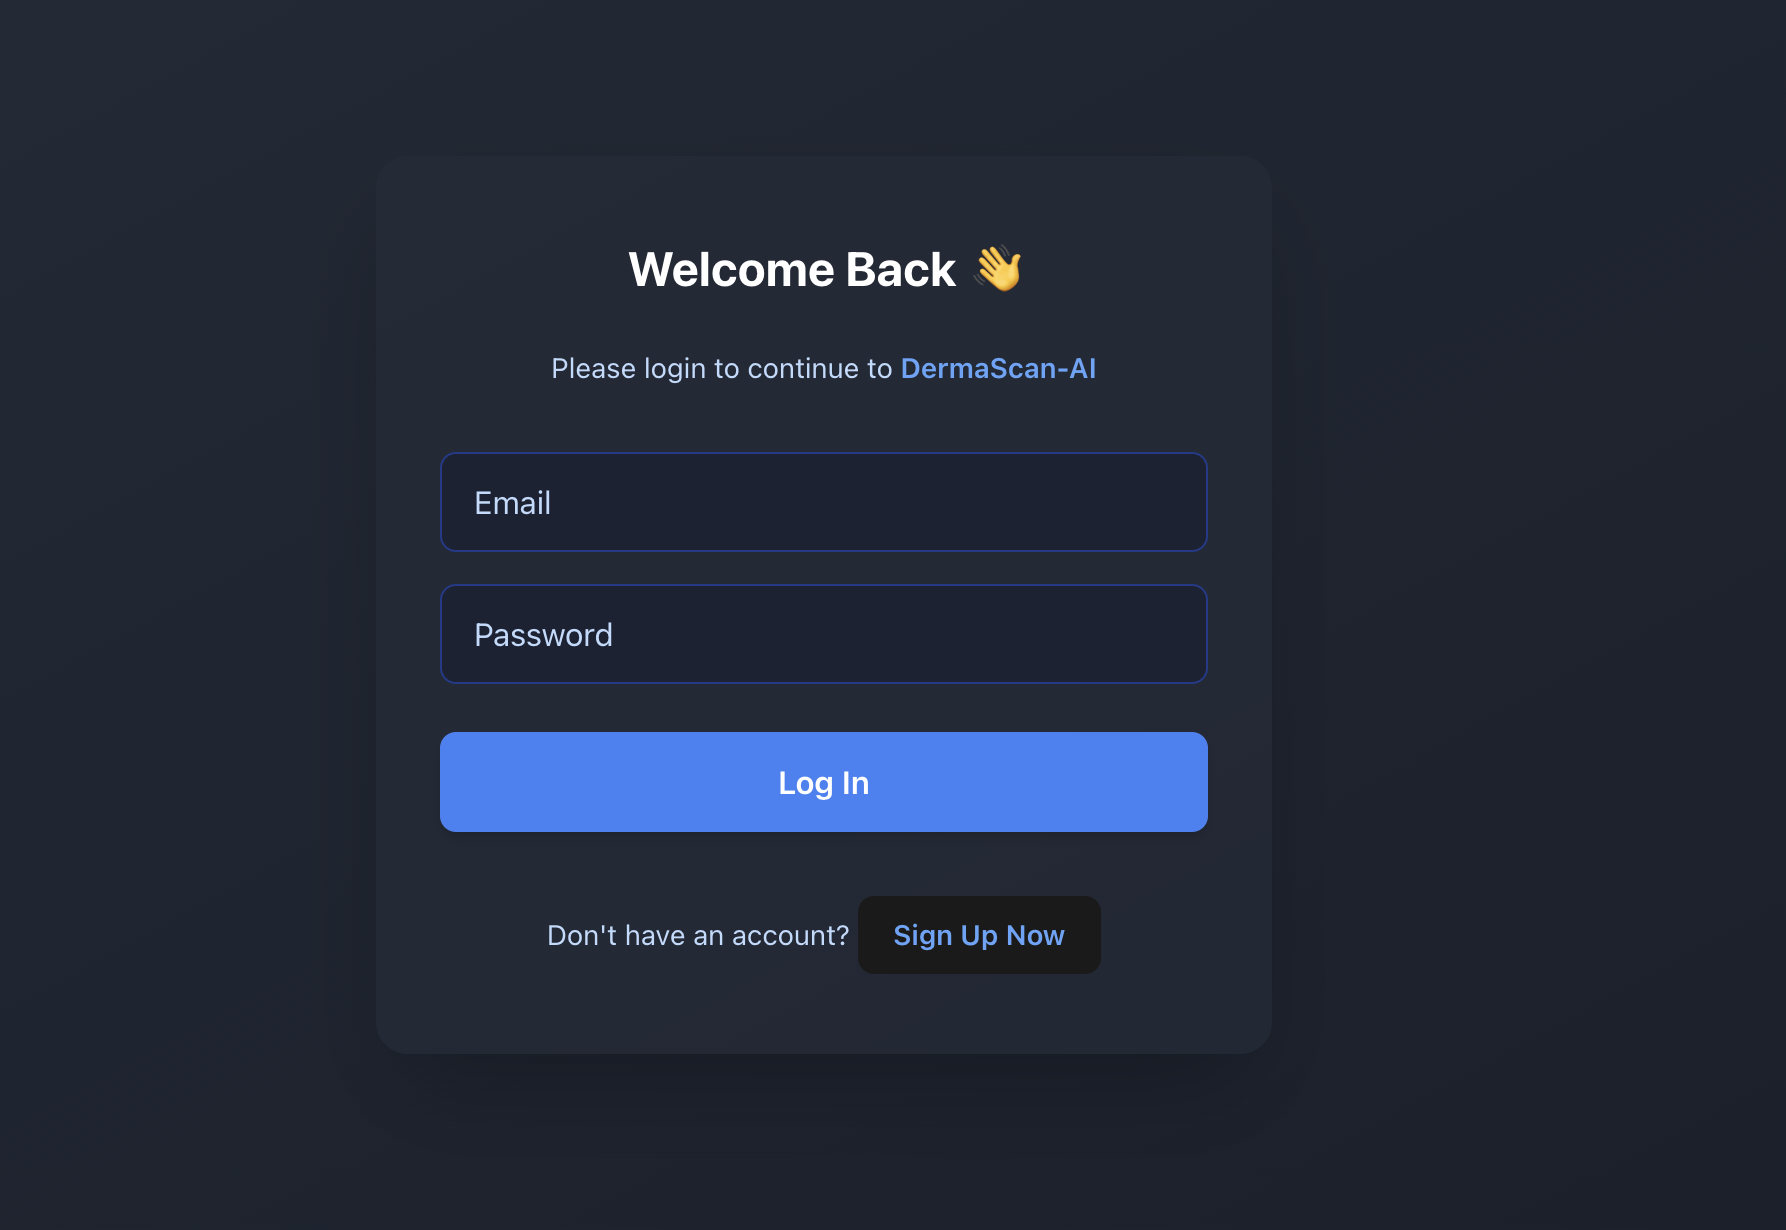 Welcome Back 👋
Please login to continue to DermaScan-AI
Email
Password
Log In
Don't have an account? Sign Up Now